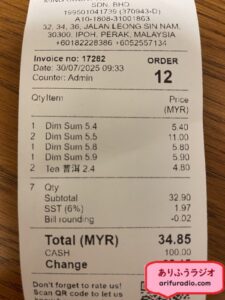 SDN. BHD
199501041739 (370943-D)
A10-1808-31001863
32, 34, 36, JALAN LEONG SIN NAM,
30300, IPOH, PERAK, MALAYSIA
+60182228386 +6052557134
Invoice no: 17282
Date: 30/07/2025 09:33
Counter: Admin
ORDER
12
Qty Item
Price
(MYR)
1 Dim Sum 5.4 5.40
2 Dim Sum 5.5 11.00
1 Dim Sum 5.8 5.80
1 Dim Sum 5.9 5.90
2 Tea 普洱 2.4 4.80
7 Qty
Subtotal 32.90
SST (6%) 1.97
Bill rounding -0.02
Total (MYR) 34.85
CASH 100.00
Change
Don't forget to rate us!
Scan QR code to let us
ありふうラジオ
arifuradio.com